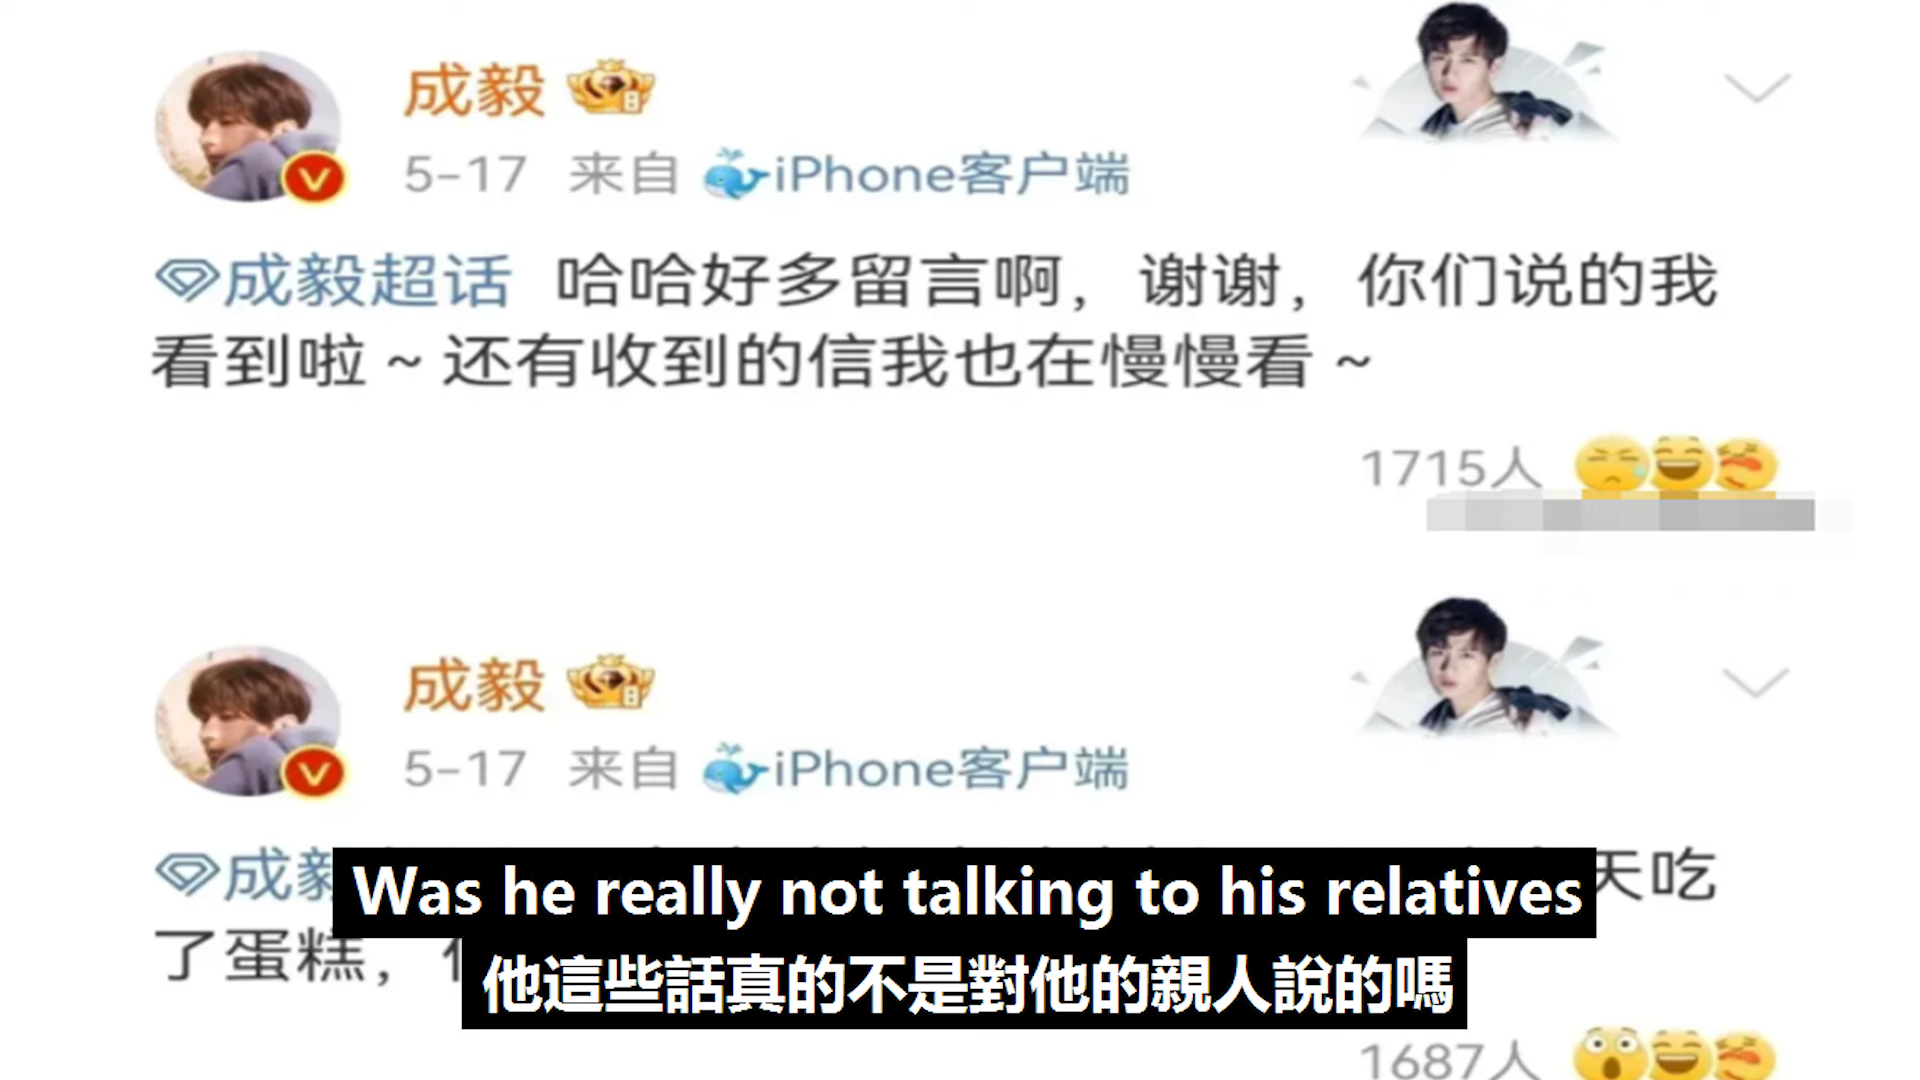 成毅
5-17 来自 iPhone客户端
成毅超话 哈哈好多留言啊，谢谢，你们说的我
看到啦～还有收到的信我也在慢慢看～
1715人
成毅
5-17 来自 iPhone客户端
成毅 天吃
了蛋糕，
Was he really not talking to his relatives
他這些話真的不是對他的親人說的嗎
1687人